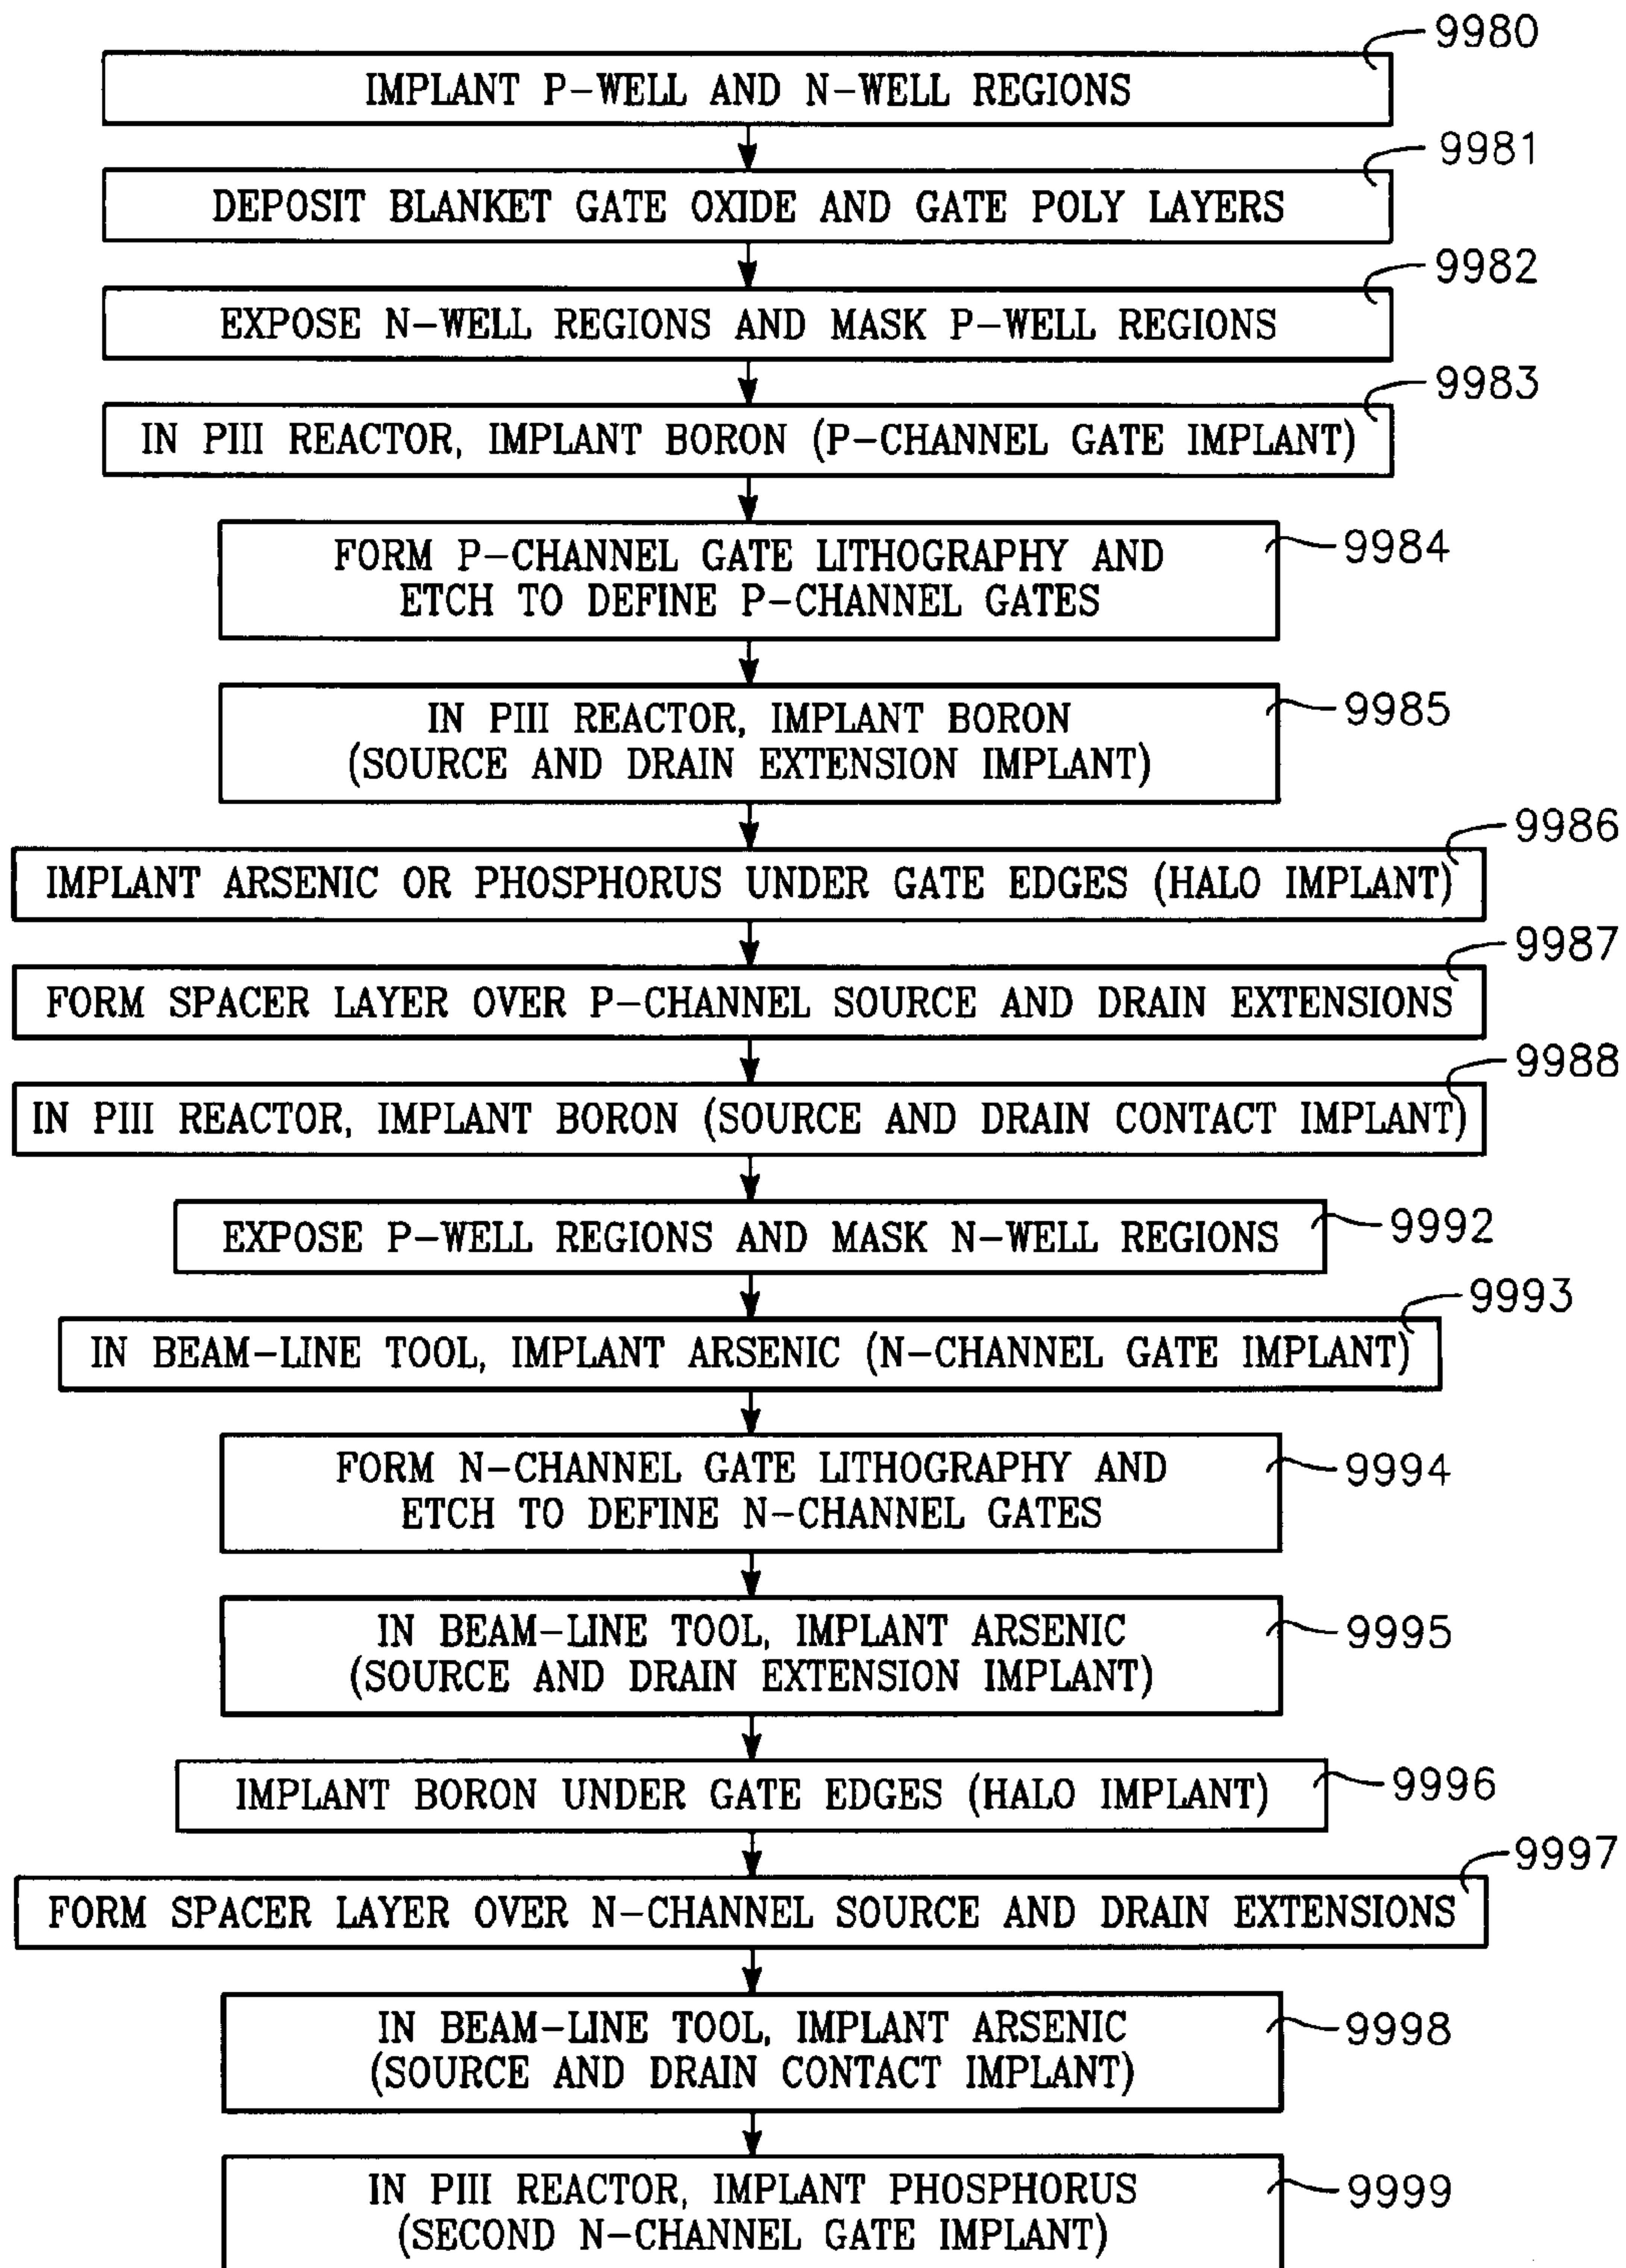 9980
IMPLANT P-WELL AND N-WELL REGIONS
9981
DEPOSIT BLANKET GATE OXIDE AND GATE POLY LAYERS
9982
EXPOSE N-WELL REGIONS AND MASK P-WELL REGIONS
9983
IN PIII REACTOR, IMPLANT BORON (P-CHANNEL GATE IMPLANT)
FORM P-CHANNEL GATE LITHOGRAPHY AND
ETCH TO DEFINE P-CHANNEL GATES
9984
IN PIII REACTOR, IMPLANT BORON
(SOURCE AND DRAIN EXTENSION IMPLANT)
9985
9986
IMPLANT ARSENIC OR PHOSPHORUS UNDER GATE EDGES (HALO IMPLANT)
9987
FORM SPACER LAYER OVER P-CHANNEL SOURCE AND DRAIN EXTENSIONS
9988
IN PIII REACTOR, IMPLANT BORON (SOURCE AND DRAIN CONTACT IMPLANT)
EXPOSE P-WELL REGIONS AND MASK N-WELL REGIONS
9992
9993
IN BEAM-LINE TOOL, IMPLANT ARSENIC (N-CHANNEL GATE IMPLANT)
FORM N-CHANNEL GATE LITHOGRAPHY AND
ETCH TO DEFINE N-CHANNEL GATES
9994
IN BEAM-LINE TOOL, IMPLANT ARSENIC
(SOURCE AND DRAIN EXTENSION IMPLANT)
9995
IMPLANT BORON UNDER GATE EDGES (HALO IMPLANT)
9996
9997
FORM SPACER LAYER OVER N-CHANNEL SOURCE AND DRAIN EXTENSIONS
IN BEAM-LINE TOOL, IMPLANT ARSENIC
(SOURCE AND DRAIN CONTACT IMPLANT)
9998
IN PIII REACTOR, IMPLANT PHOSPHORUS
(SECOND N-CHANNEL GATE IMPLANT)
9999